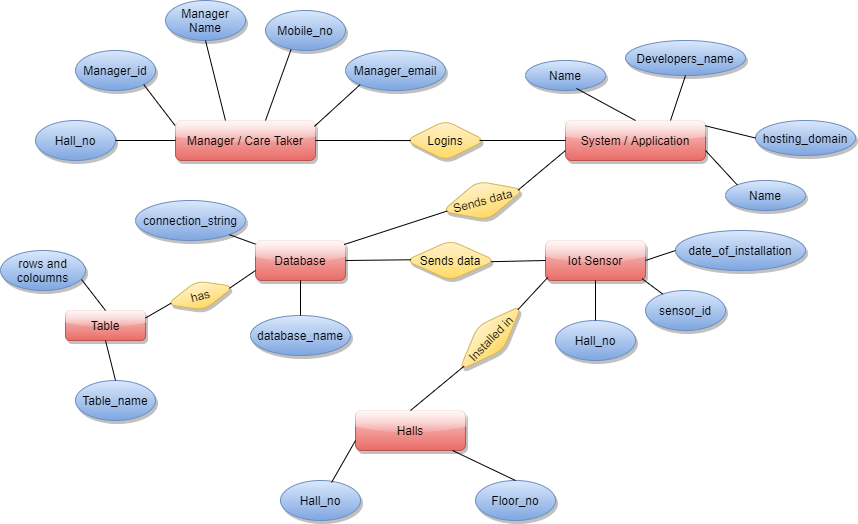 Manager
Name
Mobile_no
Manager_id
Manager_email
Hall_no
Manager / Care Taker
Logins
Name
Developers_name
System / Application
hosting_domain
Name
Sends data
connection_string
Database
Sends data
Iot Sensor
date_of_installation
rows and
coloumns
has
Table
database_name
Installed in
Hall_no
sensor_id
Table_name
Halls
Hall_no
Floor_no